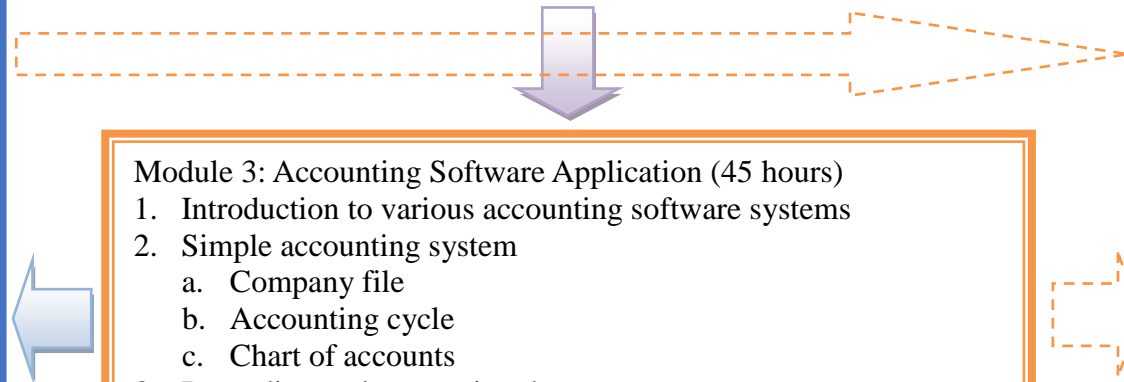 Module 3: Accounting Software Application (45 hours)
1. Introduction to various accounting software systems
2. Simple accounting system
a. Company file
b. Accounting cycle
c. Chart of accounts